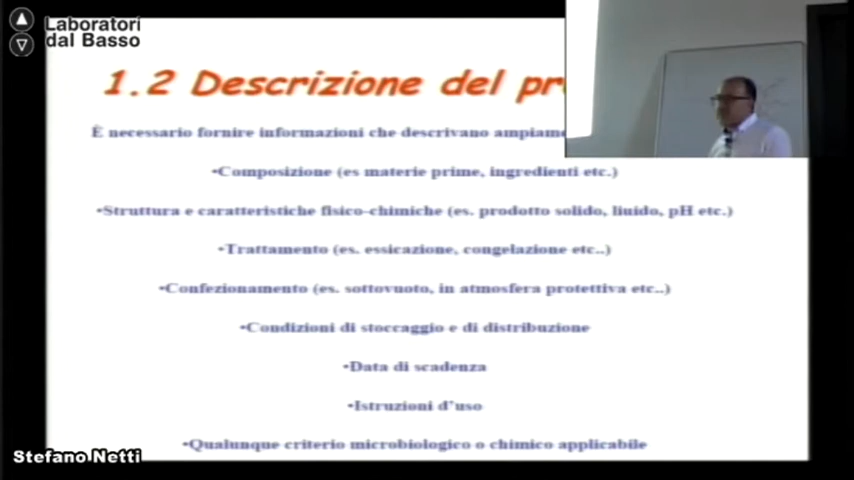 Laboratori
dal Basso
1.2 Descrizione del
È necessario fornire informazioni che descrivano
•Composizione (es materie prime, ingredienti etc.)
•Struttura e caratteristiche fisico-chimiche (es. prodotto solido, liuido, pH etc.)
•Trattamento (es. essicazione, congelazione etc..)
•Confezionamento (es. sottovuoto, in atmosfera protettiva etc..)
•Condizioni di stoccaggio e di distribuzione
•Data di scadenza
•Istruzioni d'uso
•Qualunque criterio microbiologico o chimico applicabile
Stefano Netti